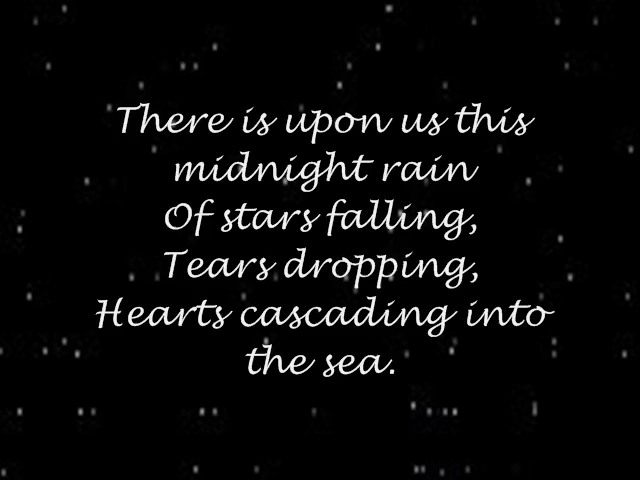 There is upon us this
midnight rain
Of stars falling,
Tears dropping,
Hearts cascading into
the sea.